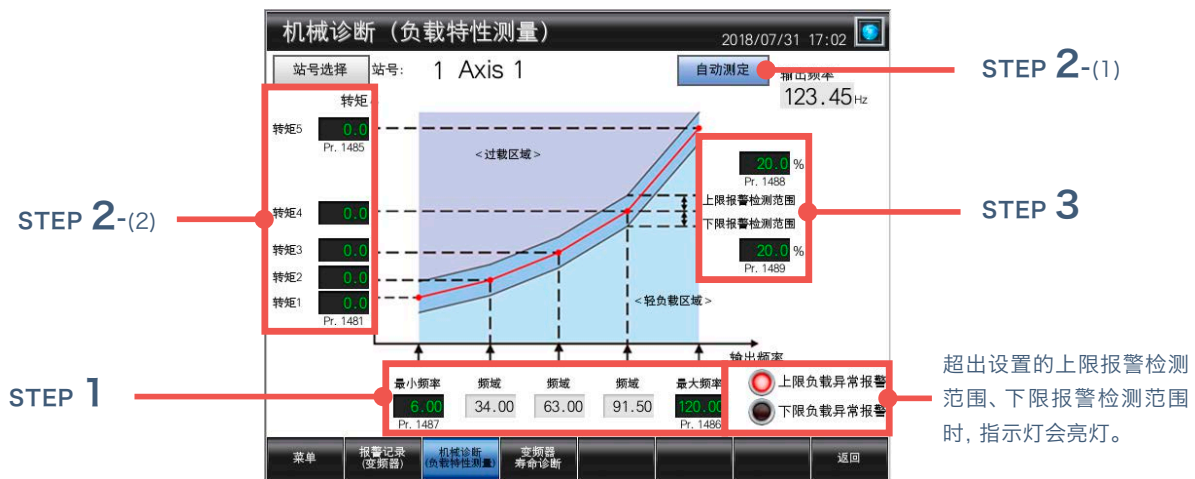 机械诊断（负载特性测量）
2018/07/31 17:02
站号选择
站号:
1 Axis 1
自动测定
STEP 2-(1)
输出频率
123.45 Hz
转矩
转矩5
0.0
Pr. 1485
<过载区域>
20.0 %
Pr. 1488
上限报警检测范围
STEP 2-(2)
转矩4
0.0
STEP 3
下限报警检测范围
转矩3
0.0
20.0 %
Pr. 1489
转矩2
0.0
转矩1
0.0
<轻负载区域>
Pr. 1481
输出频率
STEP 1
最小频率
频域
频域
频域
最大频率
6.00
34.00
63.00
91.50
120.00
Pr. 1487
Pr. 1486
上限负载异常报警
下限负载异常报警
超出设置的上限报警检测
范围、下限报警检测范围
时, 指示灯会亮灯。
菜单
报警记录
(变频器)
机械诊断
(负载特性测量)
变频器
寿命诊断
返回